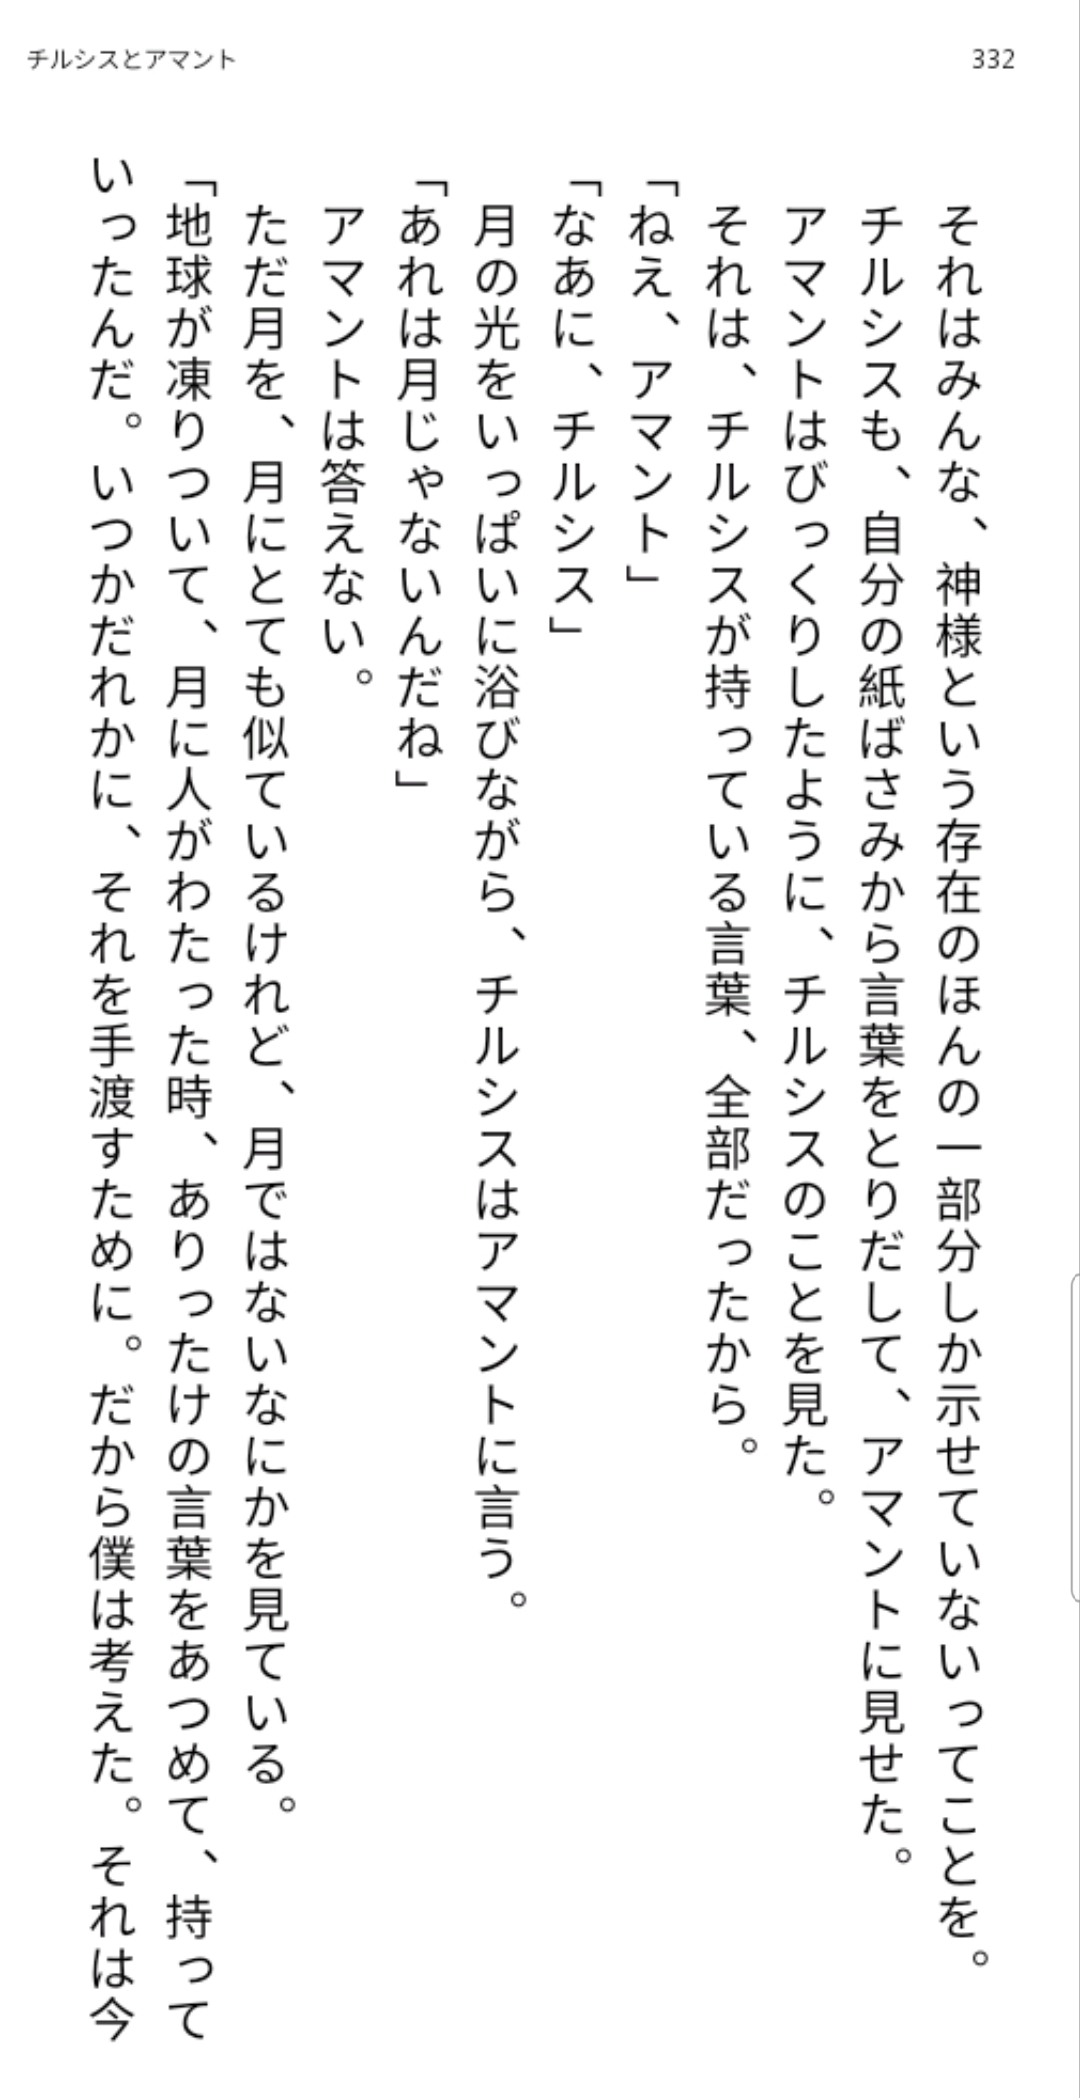 チルシスとアマント
332
それはみんな、神様という存在のほんの一部分しか示せていないってことを。
チルシスも、自分の紙ばさみから言葉をとりだして、アマントに見せた。
アマントはびっくりしたように、チルシスのことを見た。
それは、チルシスが持っている言葉、全部だったから。
「ねえ、アマント」
「なあに、チルシス」
月の光をいっぱいに浴びながら、チルシスはアマントに言う。
「あれは月じゃないんだね」
アマントは答えない。
ただ月を、月にとても似ているけれど、月ではないなにかを見ている。
「地球が凍りついて、月に人がわたった時、ありったけの言葉をあつめて、持って
いったんだ。いつかだれかに、それを手渡すために。だから僕は考えた。それは今